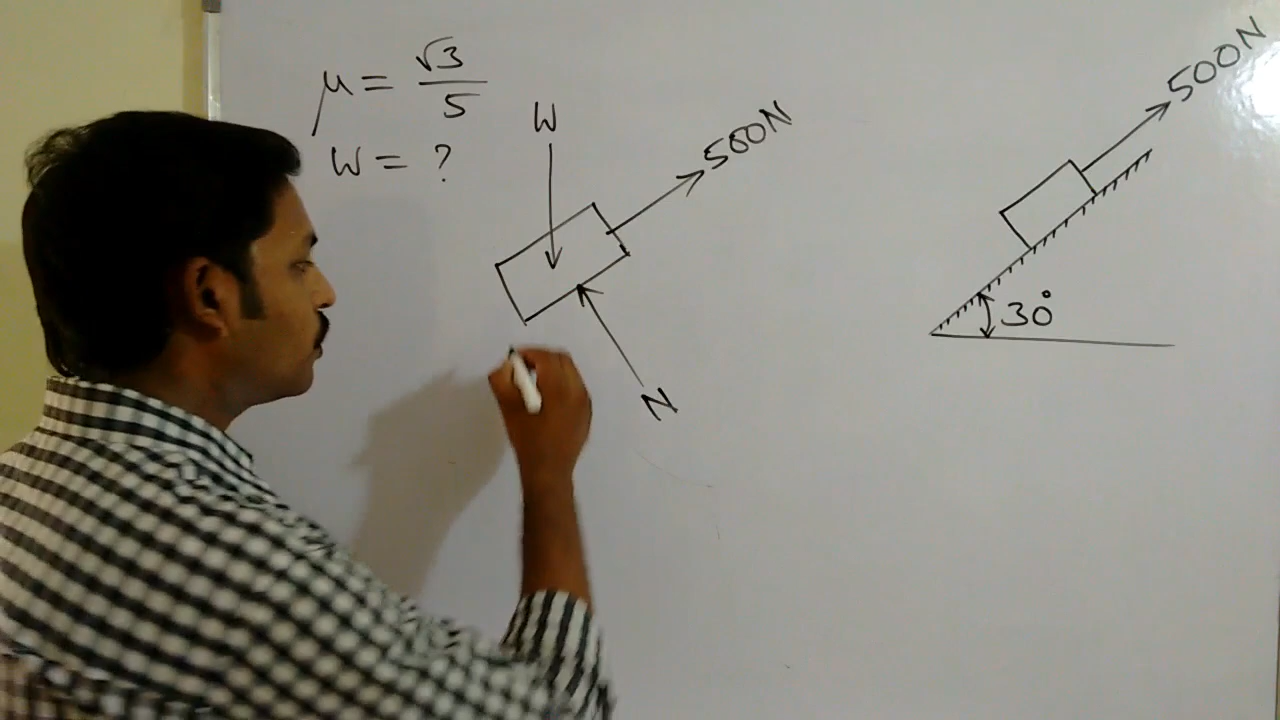 μ = √3/5
W = ?
W
500N
N
500N
30°